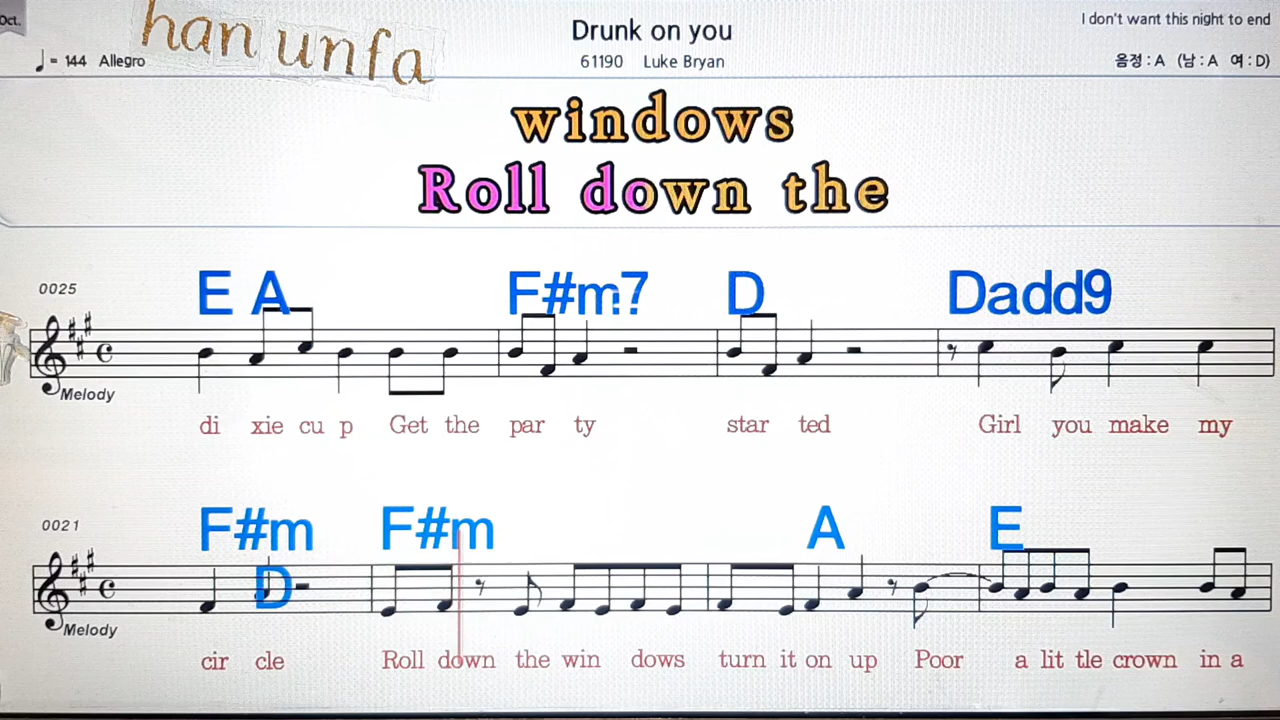 Oct.
han unfa
Drunk on you
I don't want this night to end
♩ = 144 Allegro
61190 Luke Bryan
음정 : A (남 : A 여 : D)
windows
Roll down the
0025
E A F#m7 D Dadd9
Melody
di xie cu p Get the par ty star ted Girl you make my
0021
F#m D F#m A E
Melody
cir cle Roll down the win dows turn it on up Poor a lit tle crown in a